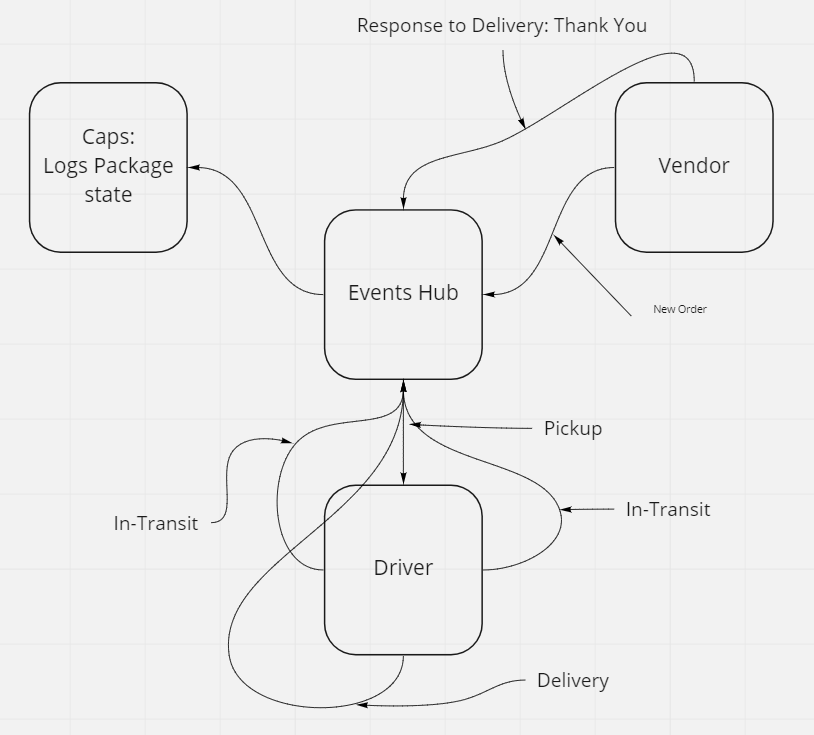 Response to Delivery: Thank You
Caps:
Logs Package
state
Vendor
Events Hub
New Order
Pickup
In-Transit
In-Transit
Driver
Delivery